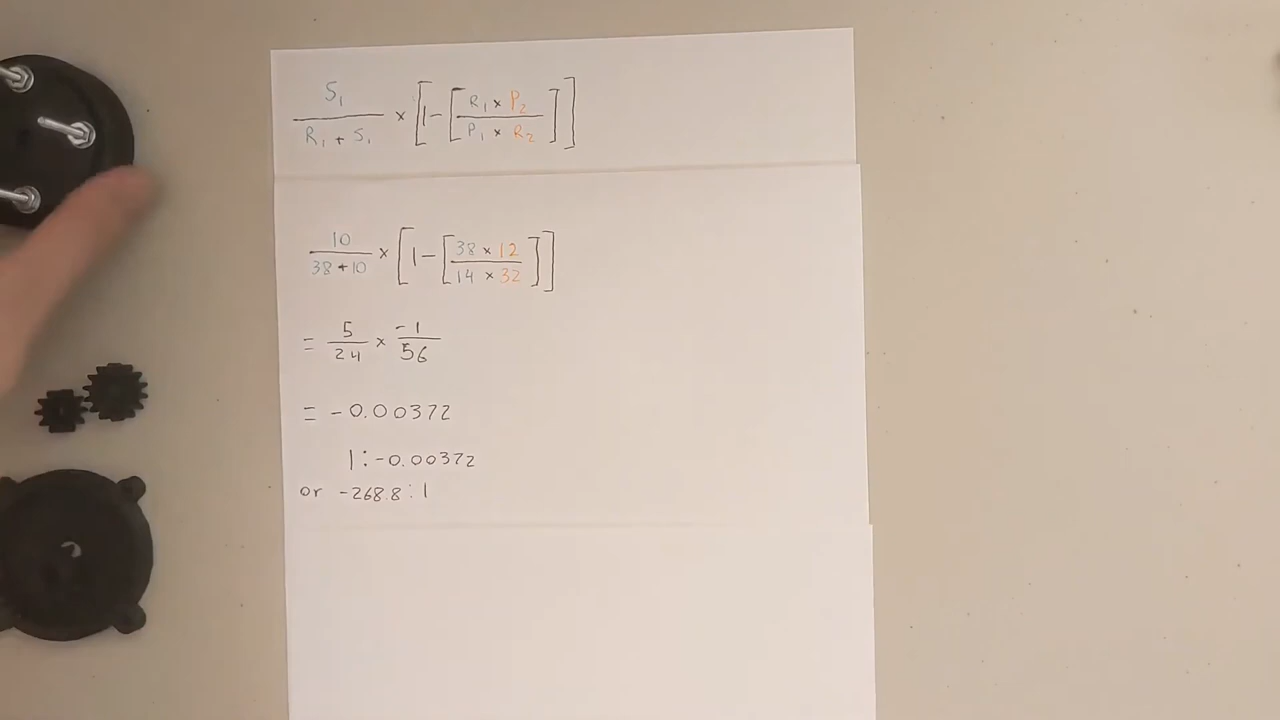 S₁ / (R₁ + S₁) × [1 - [(R₁ × P₂) / (P₁ × R₂)]]
10 / (38 + 10) × [1 - [(38 × 12) / (14 × 32)]]
= 5/24 × -1/56
= -0.00372
1 : -0.00372
or -268.8 : 1